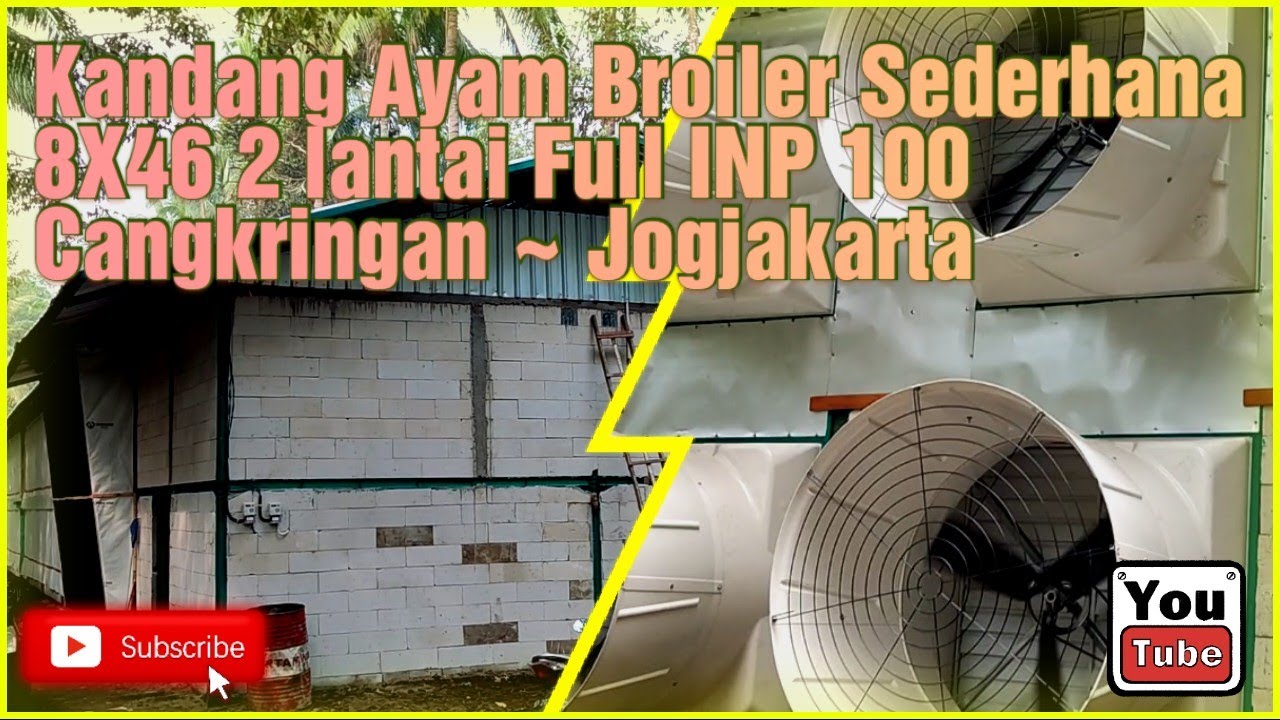 Kandang Ayam Broiler Sederhana
8X46 2 lantai Full INP 100
Cangkringan ~ Jogjakarta
Subscribe
You
Tube